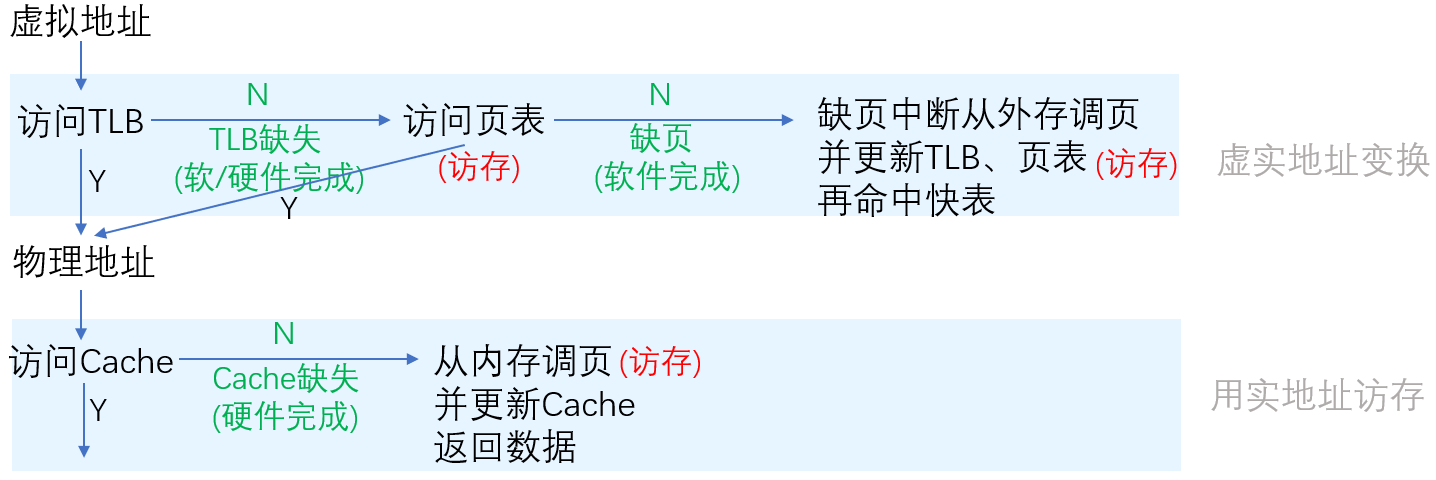 虚拟地址
访问TLB
N
TLB缺失
(软/硬件完成)
访问页表
(访存)
N
缺页
(软件完成)
缺页中断从外存调页
并更新TLB、页表 (访存)
再命中快表
虚实地址变换
Y
Y
物理地址
访问Cache
N
Cache缺失
(硬件完成)
从内存调页 (访存)
并更新Cache
返回数据
用实地址访存
Y